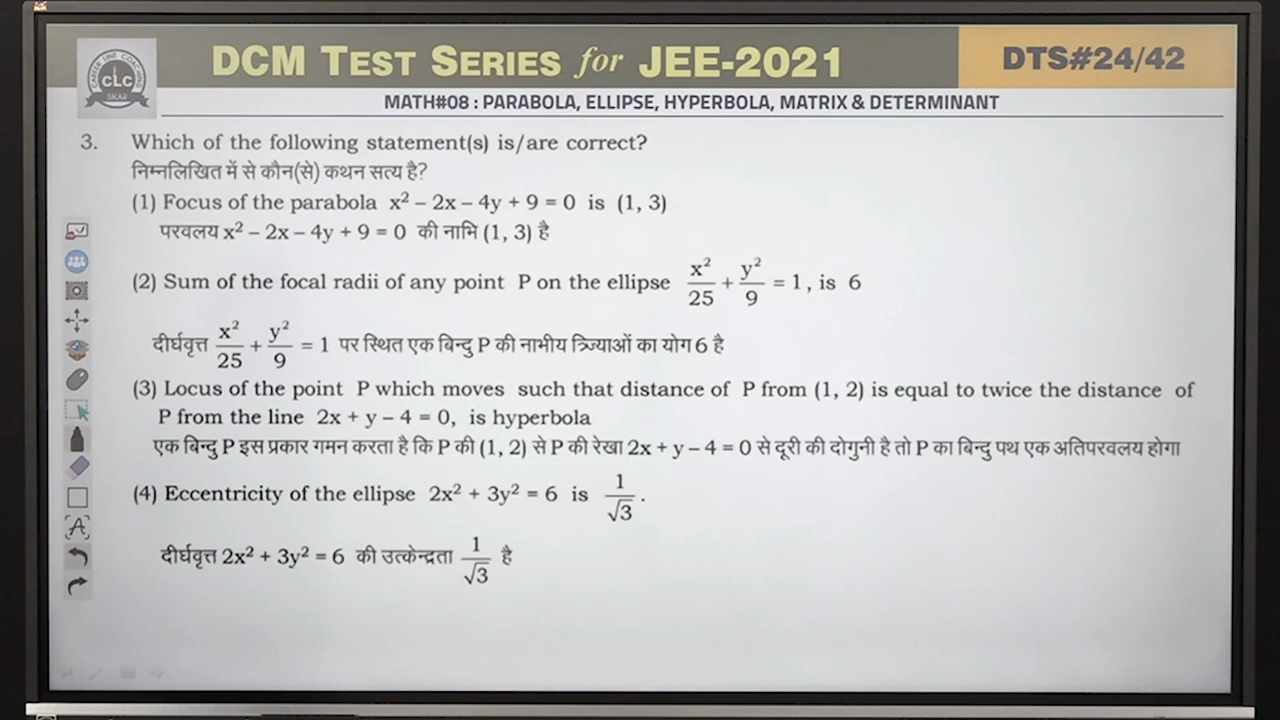 CAREER LINE COACHING
CLC
SIKAR
DCM TEST SERIES for JEE-2021
DTS#24/42
MATH#08 : PARABOLA, ELLIPSE, HYPERBOLA, MATRIX & DETERMINANT
3. Which of the following statement(s) is/are correct?
निम्नलिखित में से कौन(से) कथन सत्य है?
(1) Focus of the parabola x² – 2x – 4y + 9 = 0 is (1, 3)
परवलय x² – 2x – 4y + 9 = 0 की नाभि (1, 3) है
(2) Sum of the focal radii of any point P on the ellipse x²/25 + y²/9 = 1, is 6
दीर्घवृत्त x²/25 + y²/9 = 1 पर स्थित एक बिन्दु P की नाभीय त्रिज्याओं का योग 6 है
(3) Locus of the point P which moves such that distance of P from (1, 2) is equal to twice the distance of
P from the line 2x + y – 4 = 0, is hyperbola
एक बिन्दु P इस प्रकार गमन करता है कि P की (1, 2) से P की रेखा 2x + y – 4 = 0 से दूरी की दोगुनी है तो P का बिन्दु पथ एक अतिपरवलय होगा
(4) Eccentricity of the ellipse 2x² + 3y² = 6 is 1/√3 .
दीर्घवृत्त 2x² + 3y² = 6 की उत्केन्द्रता 1/√3 है